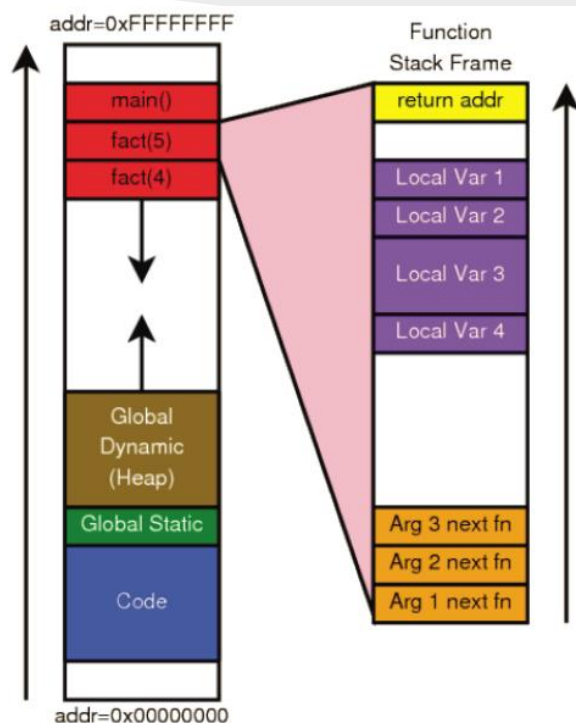 addr=0xFFFFFFFF
main()
fact(5)
fact(4)
Global
Dynamic
(Heap)
Global Static
Code
addr=0x00000000
Function
Stack Frame
return addr
Local Var 1
Local Var 2
Local Var 3
Local Var 4
Arg 3 next fn
Arg 2 next fn
Arg 1 next fn